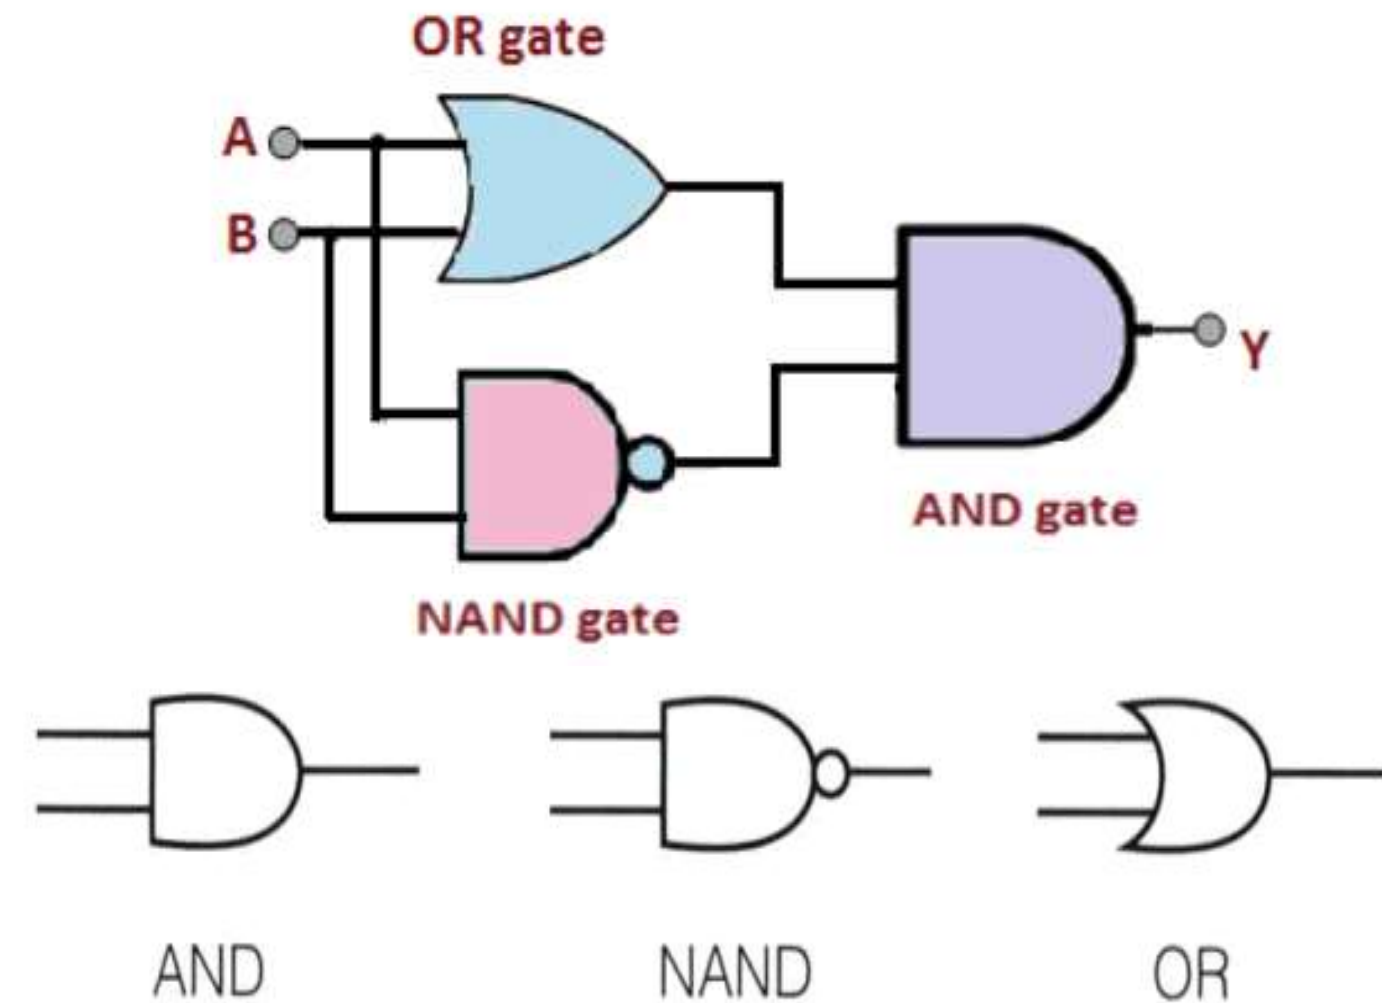 OR gate
A
B
Y
AND gate
NAND gate
AND
NAND
OR